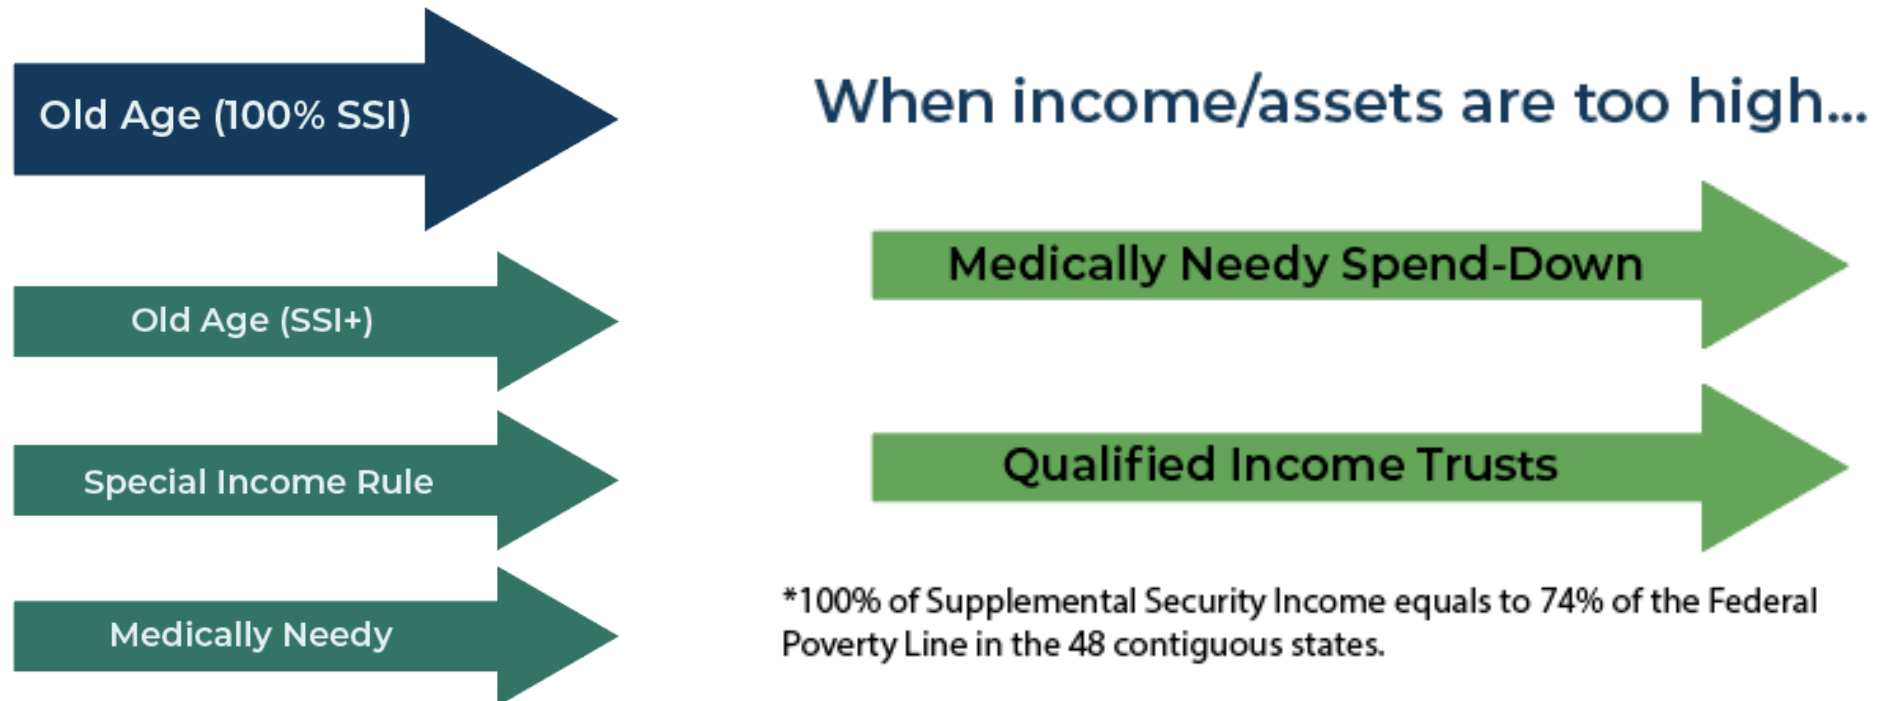 Old Age (100% SSI)
Old Age (SSI+)
Special Income Rule
Medically Needy
When income/assets are too high...
Medically Needy Spend-Down
Qualified Income Trusts
*100% of Supplemental Security Income equals to 74% of the Federal
Poverty Line in the 48 contiguous states.